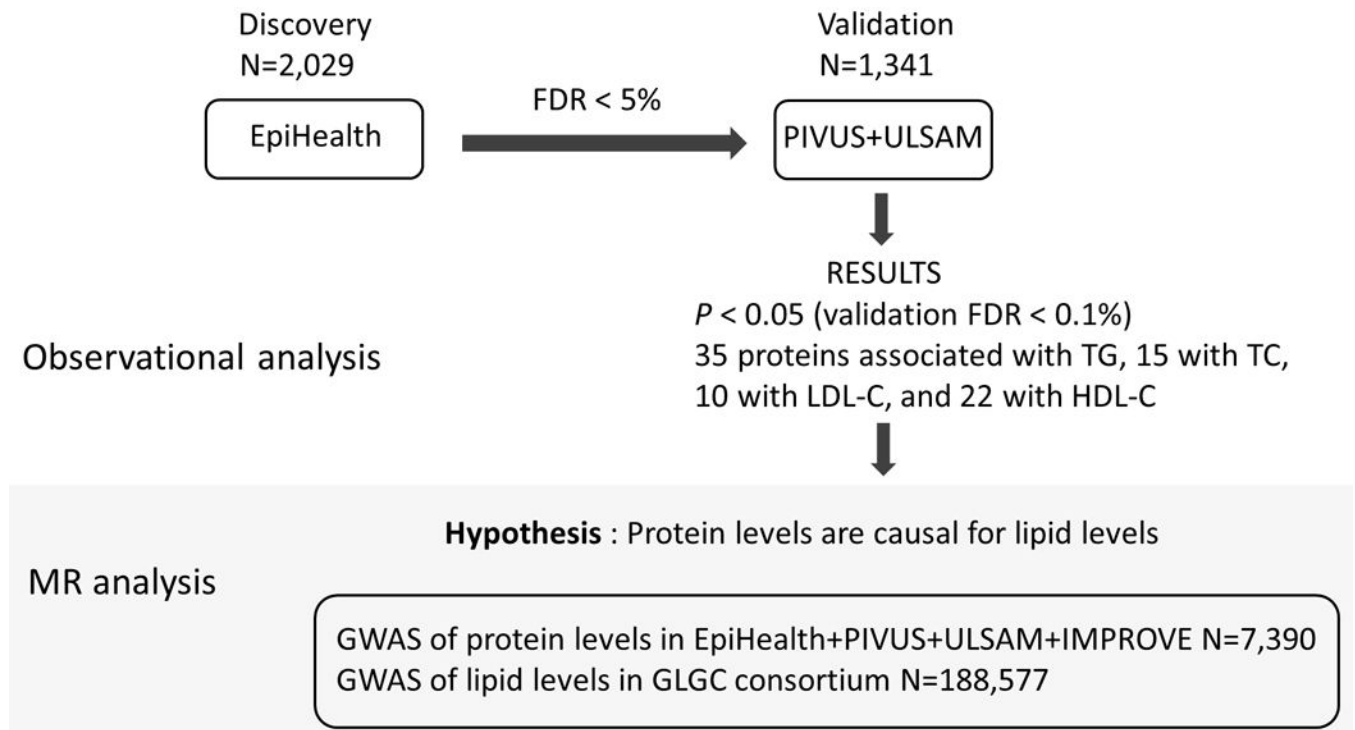 Discovery
N=2,029
Validation
N=1,341
EpiHealth
FDR < 5%
PIVUS+ULSAM
RESULTS
P < 0.05 (validation FDR < 0.1%)
35 proteins associated with TG, 15 with TC,
10 with LDL-C, and 22 with HDL-C
Observational analysis
Hypothesis : Protein levels are causal for lipid levels
MR analysis
GWAS of protein levels in EpiHealth+PIVUS+ULSAM+IMPROVE N=7,390
GWAS of lipid levels in GLGC consortium N=188,577